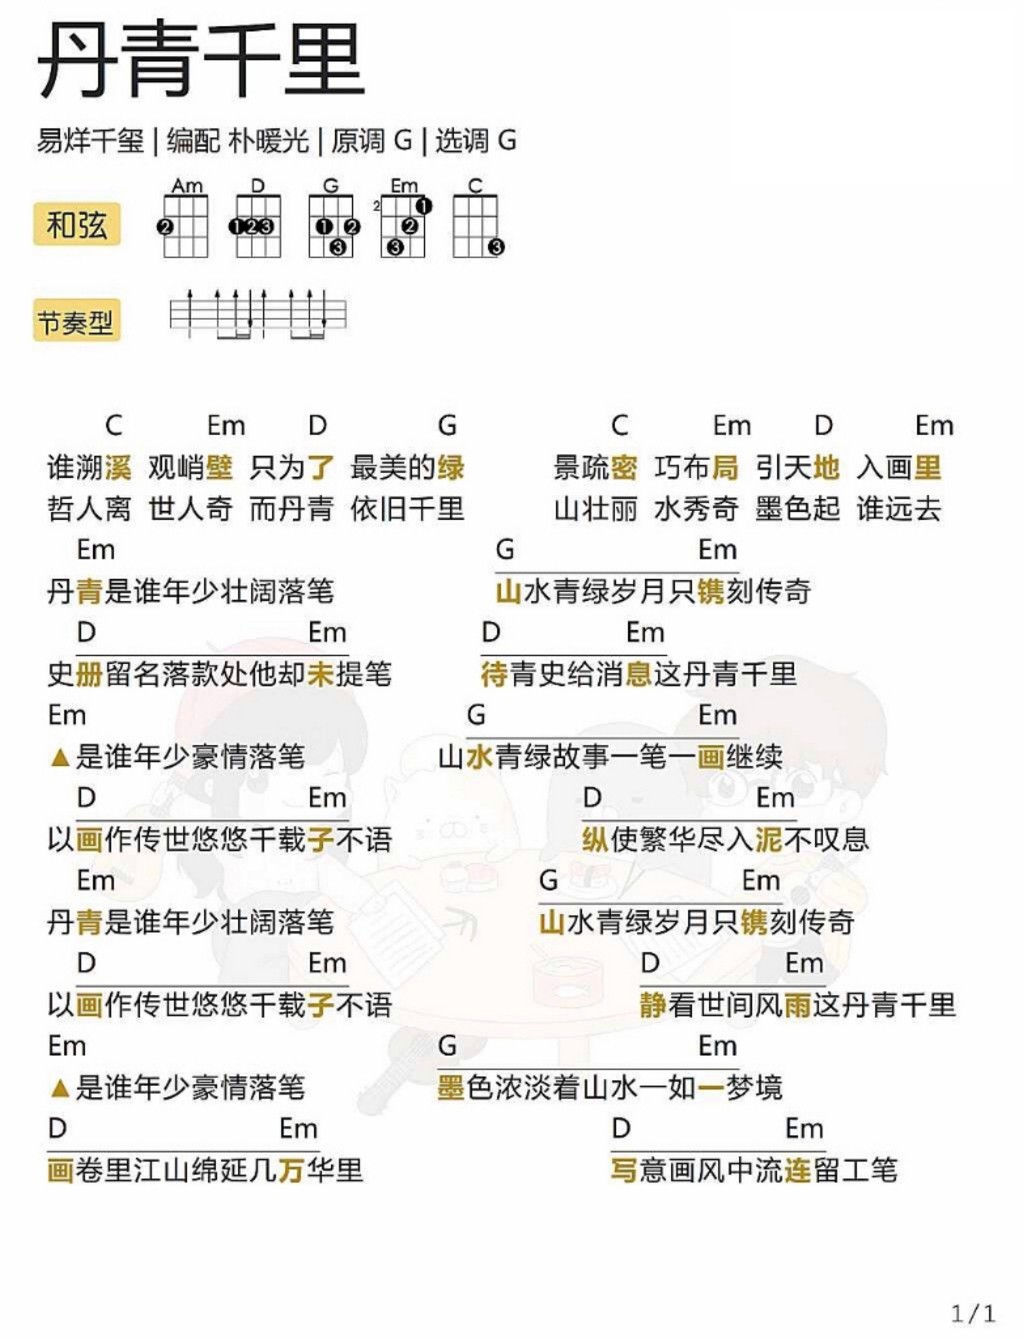 丹青千里
易烊千玺 | 编配 朴暖光 | 原调 G | 选调 G
和弦 Am D G Em C
2 1 2 3 1 2 3 2 1 2 3 3
节奏型
C Em D G C Em D Em
谁溯溪 观峭壁 只为了 最美的绿 景疏密 巧布局 引天地 入画里
哲人离 世人奇 而丹青 依旧千里 山壮丽 水秀奇 墨色起 谁远去
Em G Em
丹青是谁年少壮阔落笔 山水青绿岁月只镌刻传奇
D Em D Em
史册留名落款处他却未提笔 待青史给消息这丹青千里
Em G Em
▲是谁年少豪情落笔 山水青绿故事一笔一画继续
D Em D Em
以画作传世悠悠千载子不语 纵使繁华尽入泥不叹息
Em G Em
丹青是谁年少壮阔落笔 山水青绿岁月只镌刻传奇
D Em D Em
以画作传世悠悠千载子不语 静看世间风雨这丹青千里
Em G Em
▲是谁年少豪情落笔 墨色浓淡着山水一如一梦境
D Em D Em
画卷里江山绵延几万华里 写意画风中流连留工笔
1/1